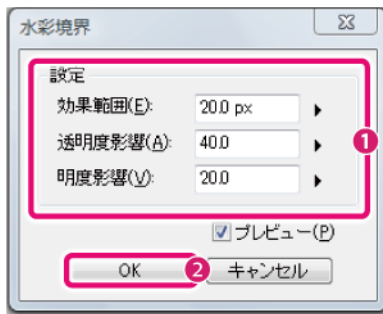 水彩境界
設定
効果範囲(E): 20.0 px
透明度影響(A): 40.0
明度影響(V): 20.0
1
プレビュー(P)
OK 2 キャンセル